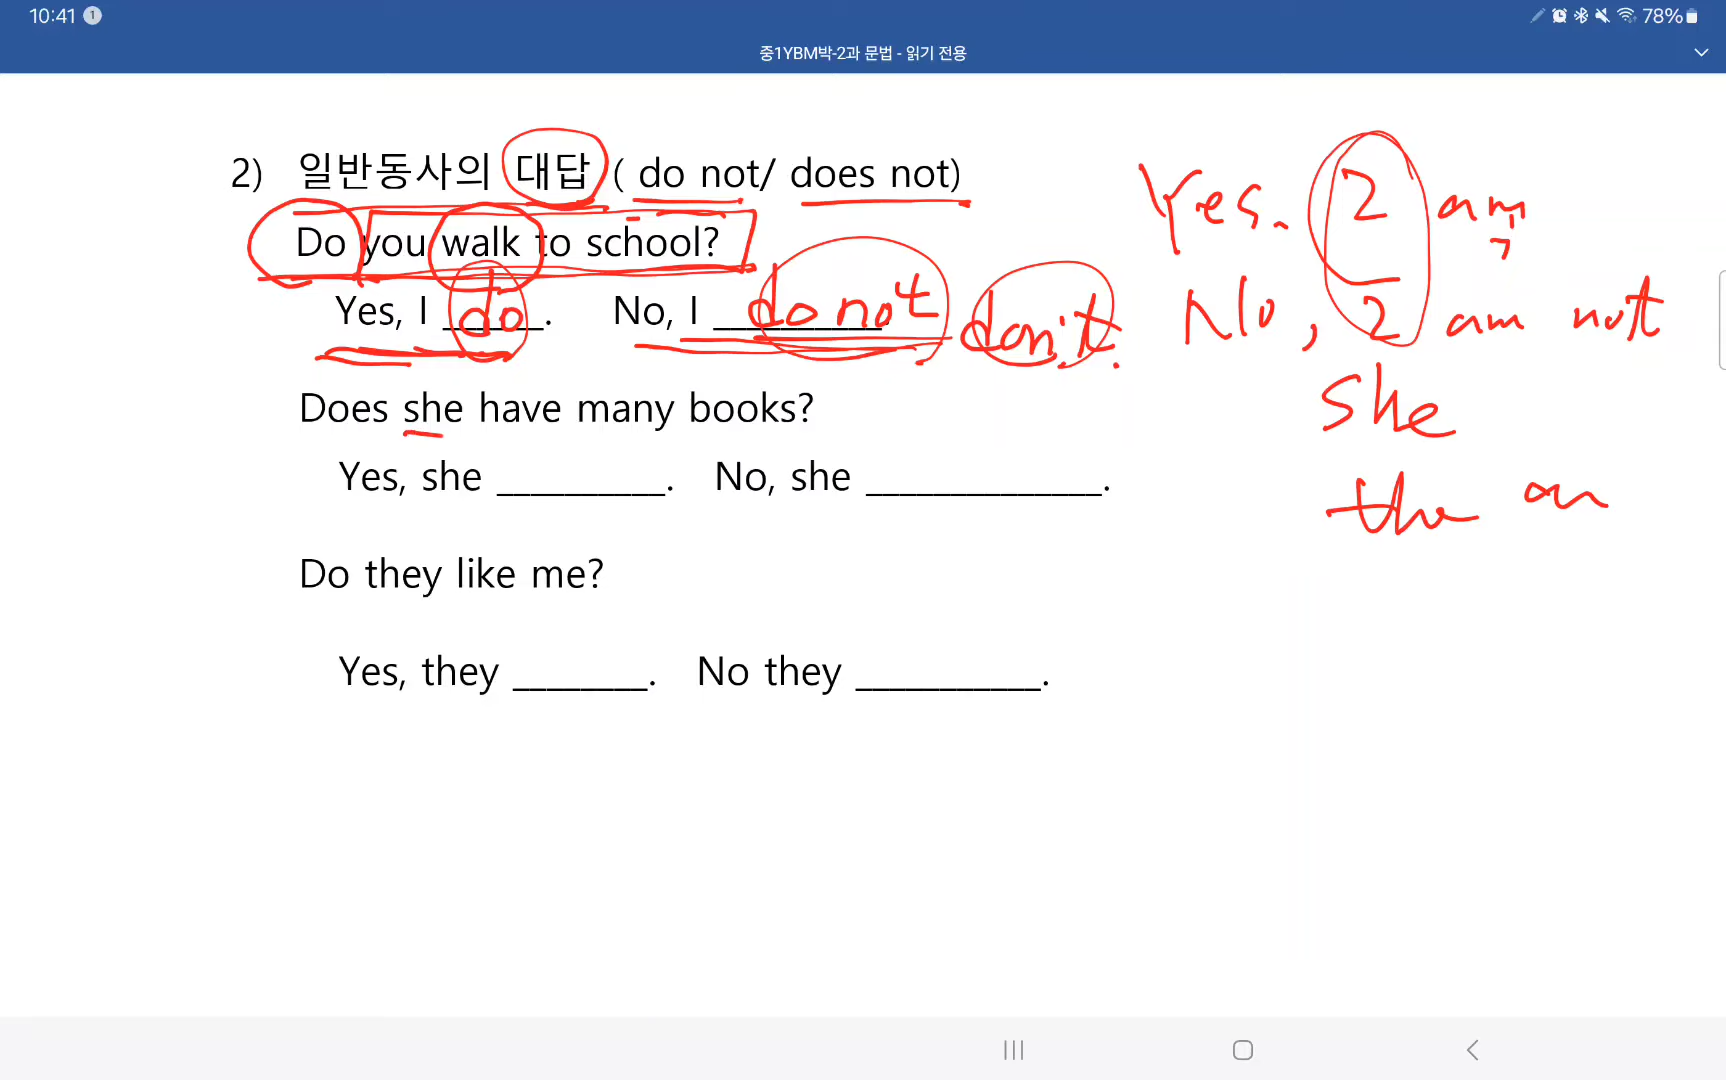 10:41 1 78%
중1YBM박-2과 문법 - 읽기 전용
2) 일반동사의 대답 ( do not/ does not)
Do you walk to school?
Yes, I do. No, I do not. don't.
Does she have many books?
Yes, she __________. No, she ______________.
Do they like me?
Yes, they ________. No they ___________.
Yes. I am
No, I am not
she